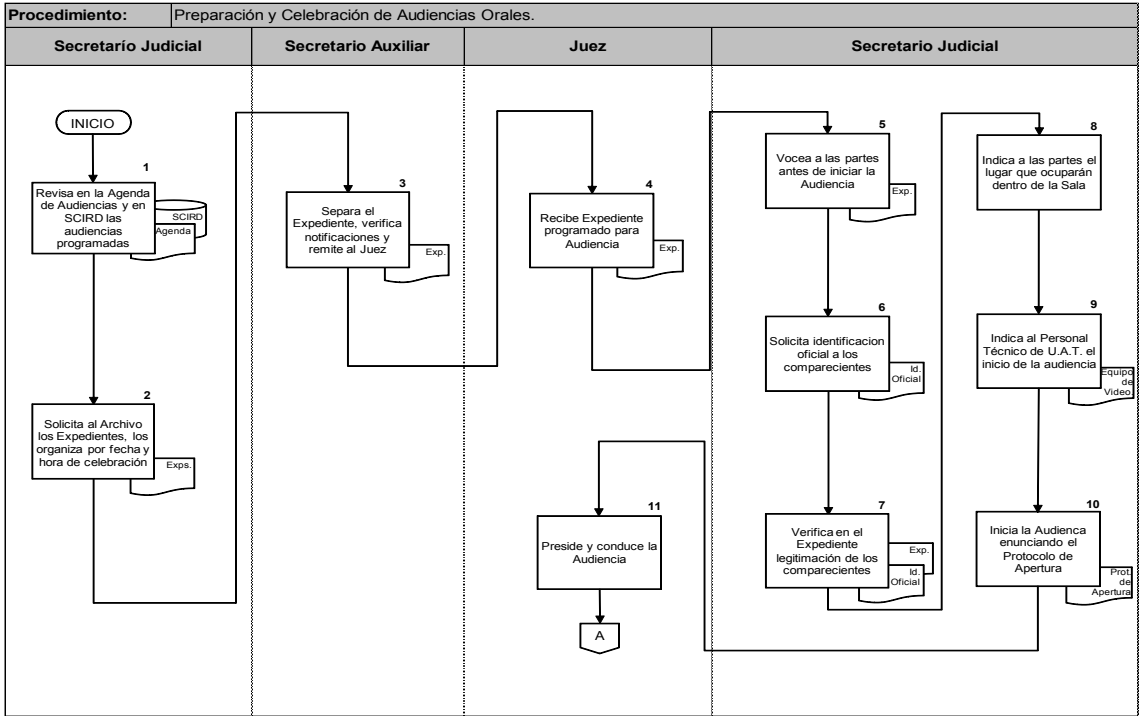 Procedimiento: Preparación y Celebración de Audiencias Orales.
Secretarío Judicial
Secretario Auxiliar
Juez
Secretario Judicial
INICIO
1
Revisa en la Agenda
de Audiencias y en
SCIRD las
audiencias
programadas
SCIRD
Agenda
2
Solicita al Archivo
los Expedientes, los
organiza por fecha y
hora de celebración
Exps.
3
Separa el
Expediente, verifica
notificaciones y
remite al Juez
Exp.
4
Recibe Expediente
programado para
Audiencia
Exp.
5
Vocea a las partes
antes de iniciar la
Audiencia
Exp.
6
Solicita identificacion
oficial a los
comparecientes
Id.
Oficial
7
Verifica en el
Expediente
legitimación de los
comparecientes
Exp.
Id.
Oficial
8
Indica a las partes el
lugar que ocuparán
dentro de la Sala
9
Indica al Personal
Técnico de U.A.T. el
inicio de la audiencia
Equipo
de
Video.
10
Inicia la Audienca
enunciando el
Protocolo de
Apertura
Prot.
de
Apertura
11
Preside y conduce la
Audiencia
A